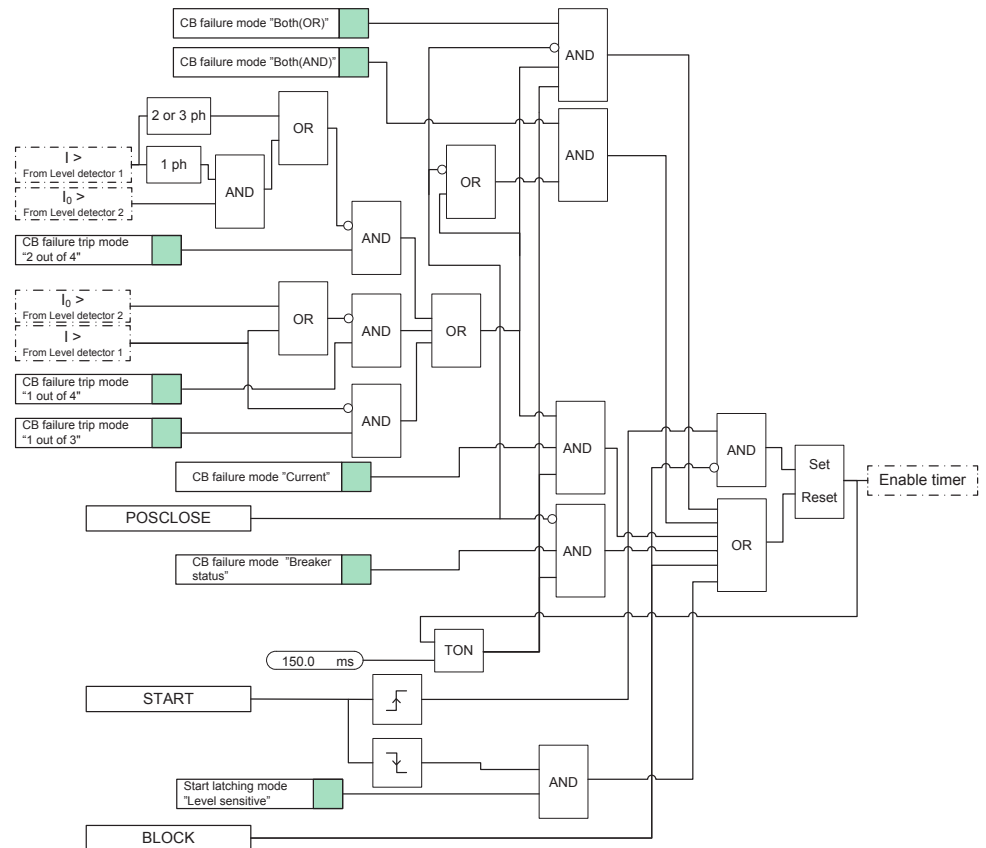 CB failure mode "Both(OR)"
AND
CB failure mode "Both(AND)"
2 or 3 ph
OR
AND
I >
From Level detector 1
1 ph
AND
OR
I₀ >
From Level detector 2
CB failure trip mode
"2 out of 4"
AND
I₀ >
From Level detector 2
OR
AND
OR
I >
From Level detector 1
CB failure trip mode
"1 out of 4"
AND
CB failure trip mode
"1 out of 3"
AND
AND
Set
Reset
Enable timer
CB failure mode "Current"
POSCLOSE
OR
AND
CB failure mode "Breaker
status"
TON
150.0 ms
START
Start latching mode
"Level sensitive"
AND
BLOCK